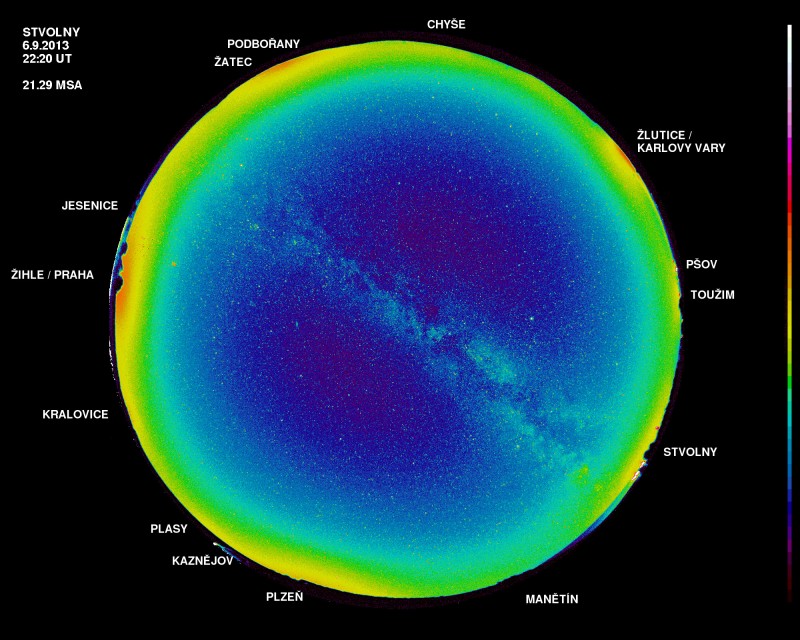 STVOLNY
6.9.2013
22:20 UT
21.29 MSA
CHYŠE
PODBOŘANY
ŽATEC
ŽLUTICE /
KARLOVY VARY
JESENICE
PŠOV
ŽIHLE / PRAHA
TOUŽIM
KRALOVICE
STVOLNY
PLASY
KAZNĚJOV
PLZEŇ
MANĚTÍN